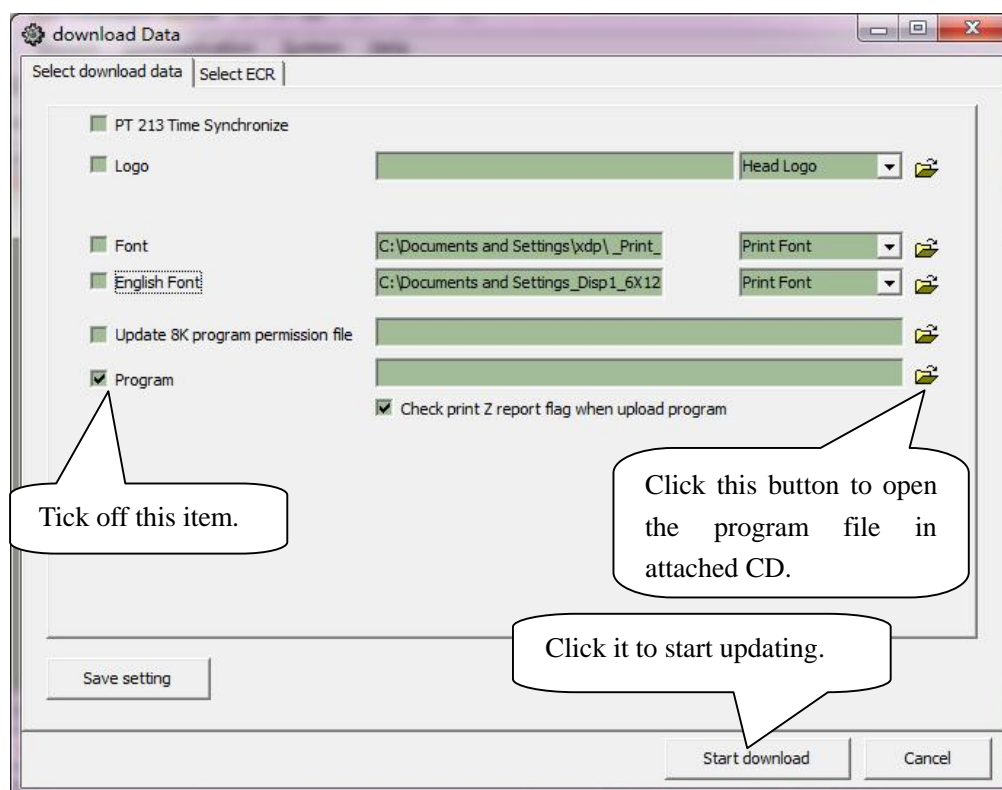 download Data
Select download data
Select ECR
PT 213 Time Synchronize
Logo
Head Logo
Font
C:\Documents and Settings\xdp\_Print_
Print Font
English Font
C:\Documents and Settings_Disp1_6X12
Print Font
Update 8K program permission file
Program
Check print Z report flag when upload program
Tick off this item.
Click this button to open
the program file in
attached CD.
Click it to start updating.
Save setting
Start download
Cancel